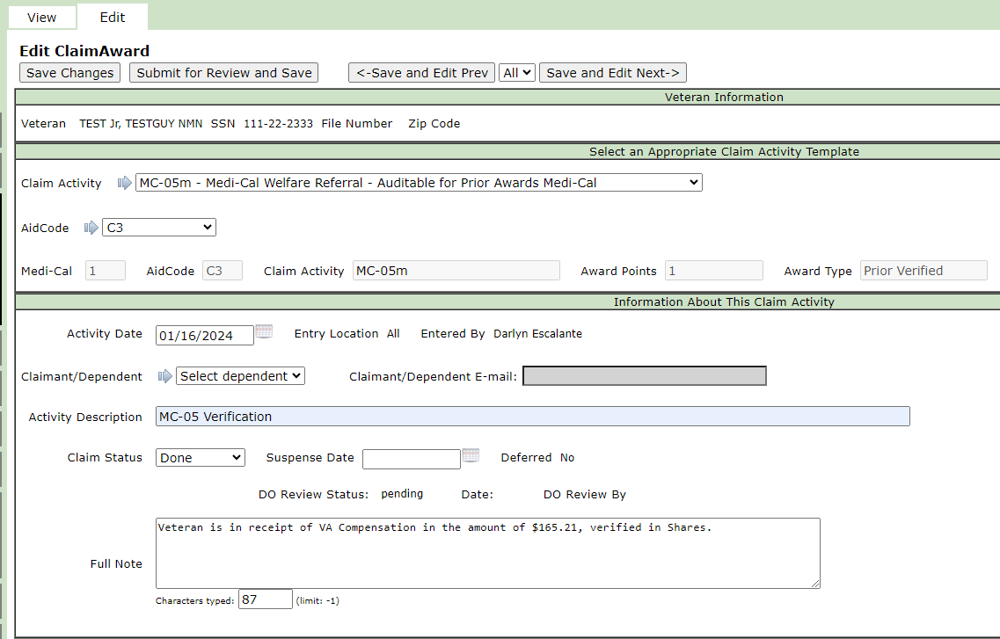 View Edit
Edit ClaimAward
Save Changes Submit for Review and Save <-Save and Edit Prev All Save and Edit Next->
Veteran Information
Veteran TEST Jr, TESTGUY NMN SSN 111-22-2333 File Number Zip Code
Select an Appropriate Claim Activity Template
Claim Activity MC-05m - Medi-Cal Welfare Referral - Auditable for Prior Awards Medi-Cal
AidCode C3
Medi-Cal 1 AidCode C3 Claim Activity MC-05m Award Points 1 Award Type Prior Verified
Information About This Claim Activity
Activity Date 01/16/2024 Entry Location All Entered By Darlyn Escalante
Claimant/Dependent Select dependent Claimant/Dependent E-mail:
Activity Description MC-05 Verification
Claim Status Done Suspense Date Deferred No
DO Review Status: pending Date: DO Review By
Veteran is in receipt of VA Compensation in the amount of $165.21, verified in Shares.
Full Note
Characters typed: 87 (limit: -1)